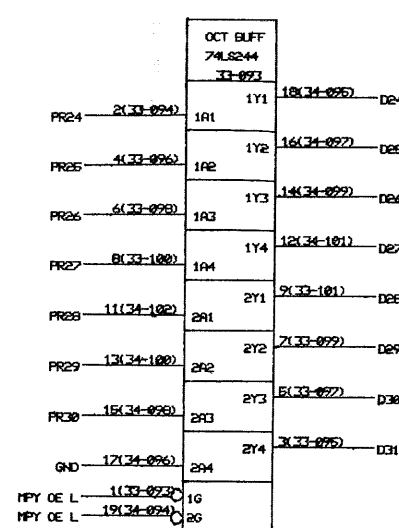 OCT BUFF
74LS244
33-093
1Y1 18(34-095) D24
PR24 2(33-094) 1A1
1Y2 16(34-097) D25
PR25 4(33-096) 1A2
1Y3 14(34-099) D26
PR26 6(33-098) 1A3
1Y4 12(34-101) D27
PR27 8(33-100) 1A4
2Y1 9(33-101) D28
PR28 11(34-102) 2A1
2Y2 7(33-099) D29
PR29 13(34-100) 2A2
2Y3 5(33-097) D30
PR30 15(34-098) 2A3
2Y4 3(33-095) D31
GND 17(34-096) 2A4
MPY OE L 1(33-093) 1G
MPY OE L 19(34-094) 2G